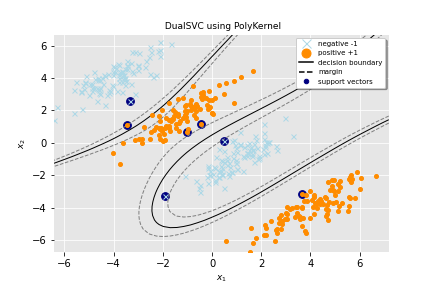 DualSVC using PolyKernel
negative -1
positive +1
decision boundary
margin
support vectors
6
4
2
0
−2
−4
−6
x₂
−6 −4 −2 0 2 4 6
x₁